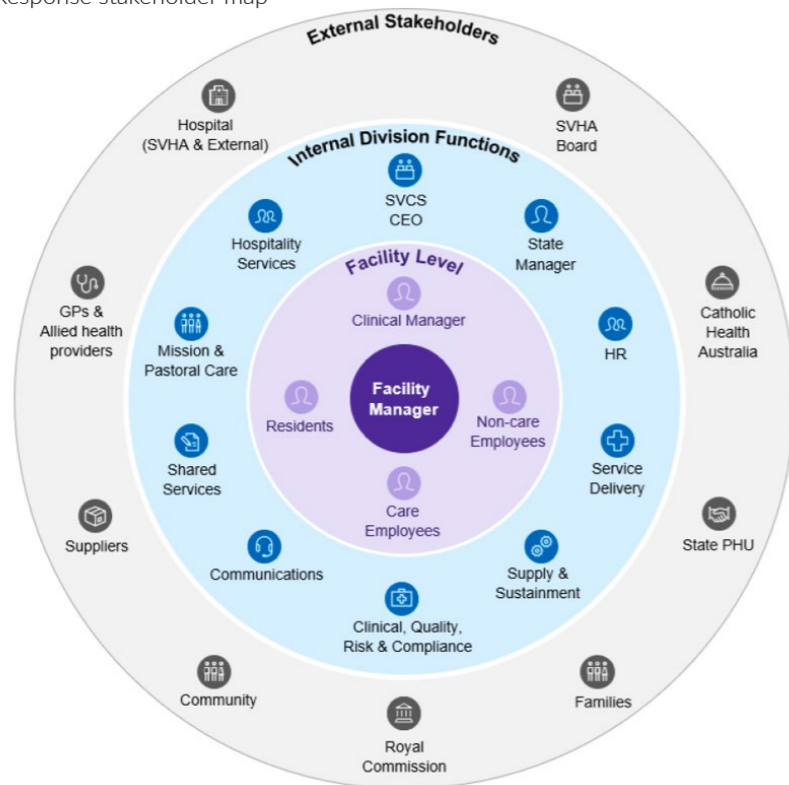 Response stakeholder map
External Stakeholders
Hospital
(SVHA & External)
SVHA
Board
Internal Division Functions
SVCS
CEO
Hospitality
Services
State
Manager
Facility Level
Clinical Manager
GPs &
Allied health
providers
Mission &
Pastoral Care
HR
Catholic
Health
Australia
Facility
Manager
Residents
Non-care
Employees
Shared
Services
Service
Delivery
Care
Employees
Suppliers
State PHU
Communications
Supply &
Sustainment
Clinical, Quality,
Risk & Compliance
Community
Families
Royal
Commission